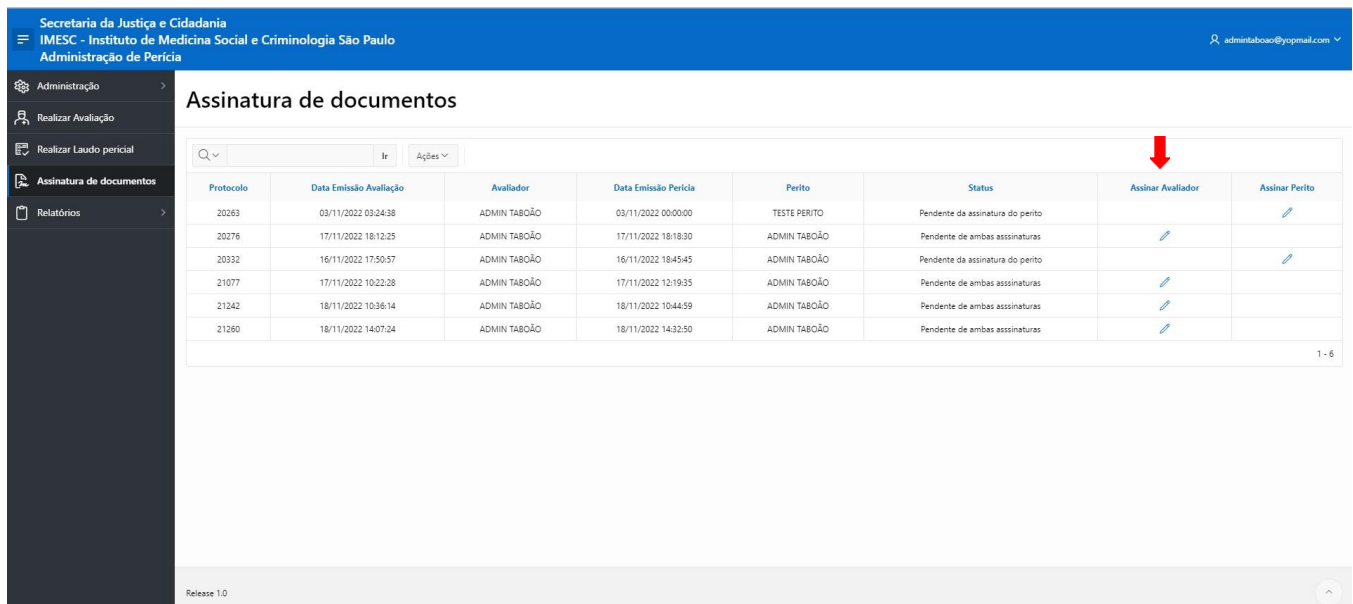 Secretaria da Justiça e Cidadania
IMESC - Instituto de Medicina Social e Criminologia São Paulo
Administração de Perícia
admintaboao@yopmail.com
Administração
Realizar Avaliação
Realizar Laudo pericial
Assinatura de documentos
Relatórios
Assinatura de documentos
Ir Ações
Protocolo Data Emissão Avaliação Avaliador Data Emissão Perícia Perito Status Assinar Avaliador Assinar Perito
20263 03/11/2022 03:24:38 ADMIN TABOÃO 03/11/2022 00:00:00 TESTE PERITO Pendente da assinatura do perito
20276 17/11/2022 18:12:25 ADMIN TABOÃO 17/11/2022 18:18:30 ADMIN TABOÃO Pendente de ambas asssinaturas
20332 16/11/2022 17:50:57 ADMIN TABOÃO 16/11/2022 18:45:45 ADMIN TABOÃO Pendente da assinatura do perito
21077 17/11/2022 10:22:28 ADMIN TABOÃO 17/11/2022 12:19:35 ADMIN TABOÃO Pendente de ambas asssinaturas
21242 18/11/2022 10:36:14 ADMIN TABOÃO 18/11/2022 10:44:59 ADMIN TABOÃO Pendente de ambas asssinaturas
21260 18/11/2022 14:07:24 ADMIN TABOÃO 18/11/2022 14:32:50 ADMIN TABOÃO Pendente de ambas asssinaturas
1 - 6
Release 1.0